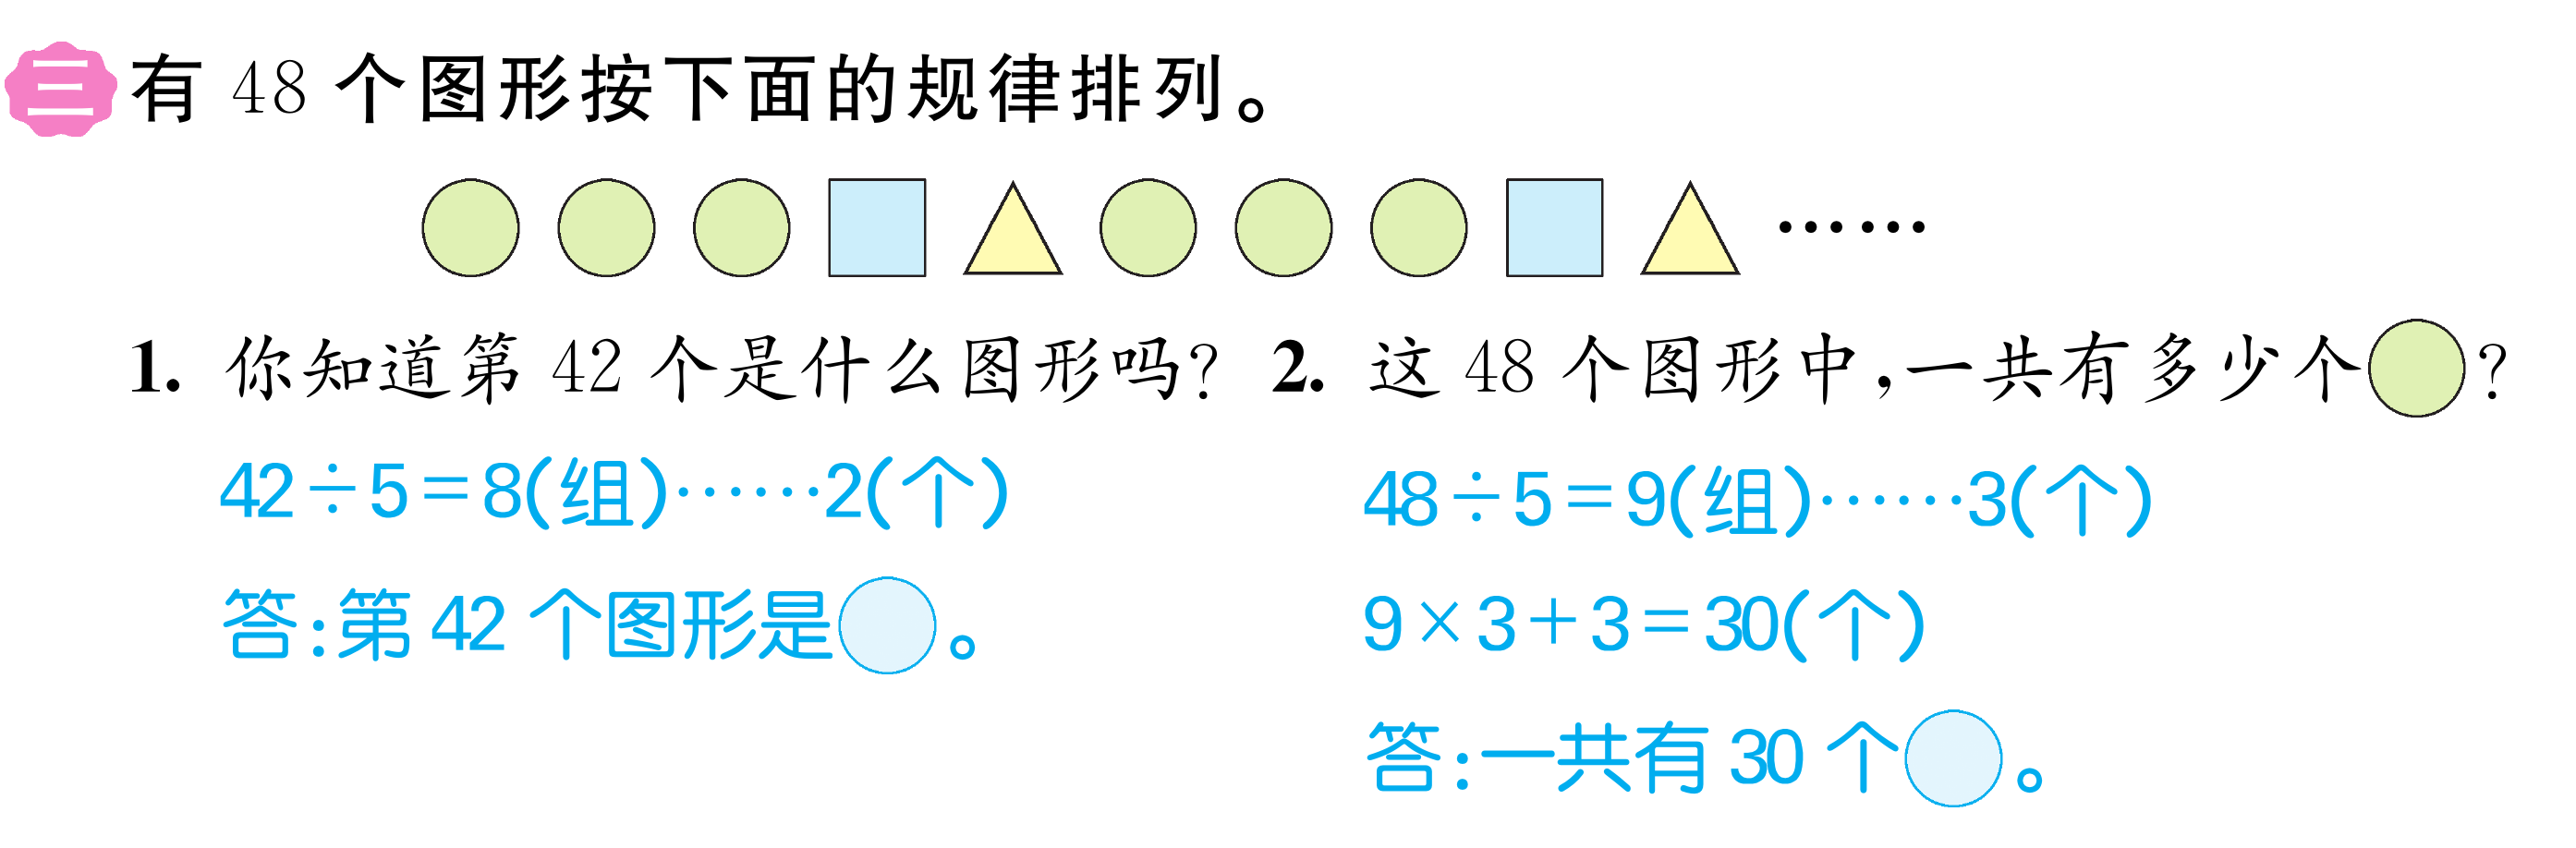 三 有 48 个图形按下面的规律排列。
……
1. 你知道第 42 个是什么图形吗?
42÷5=8(组)……2(个)
答:第 42 个图形是 。
2. 这 48 个图形中,一共有多少个 ?
48÷5=9(组)……3(个)
9×3+3=30(个)
答:一共有 30 个 。